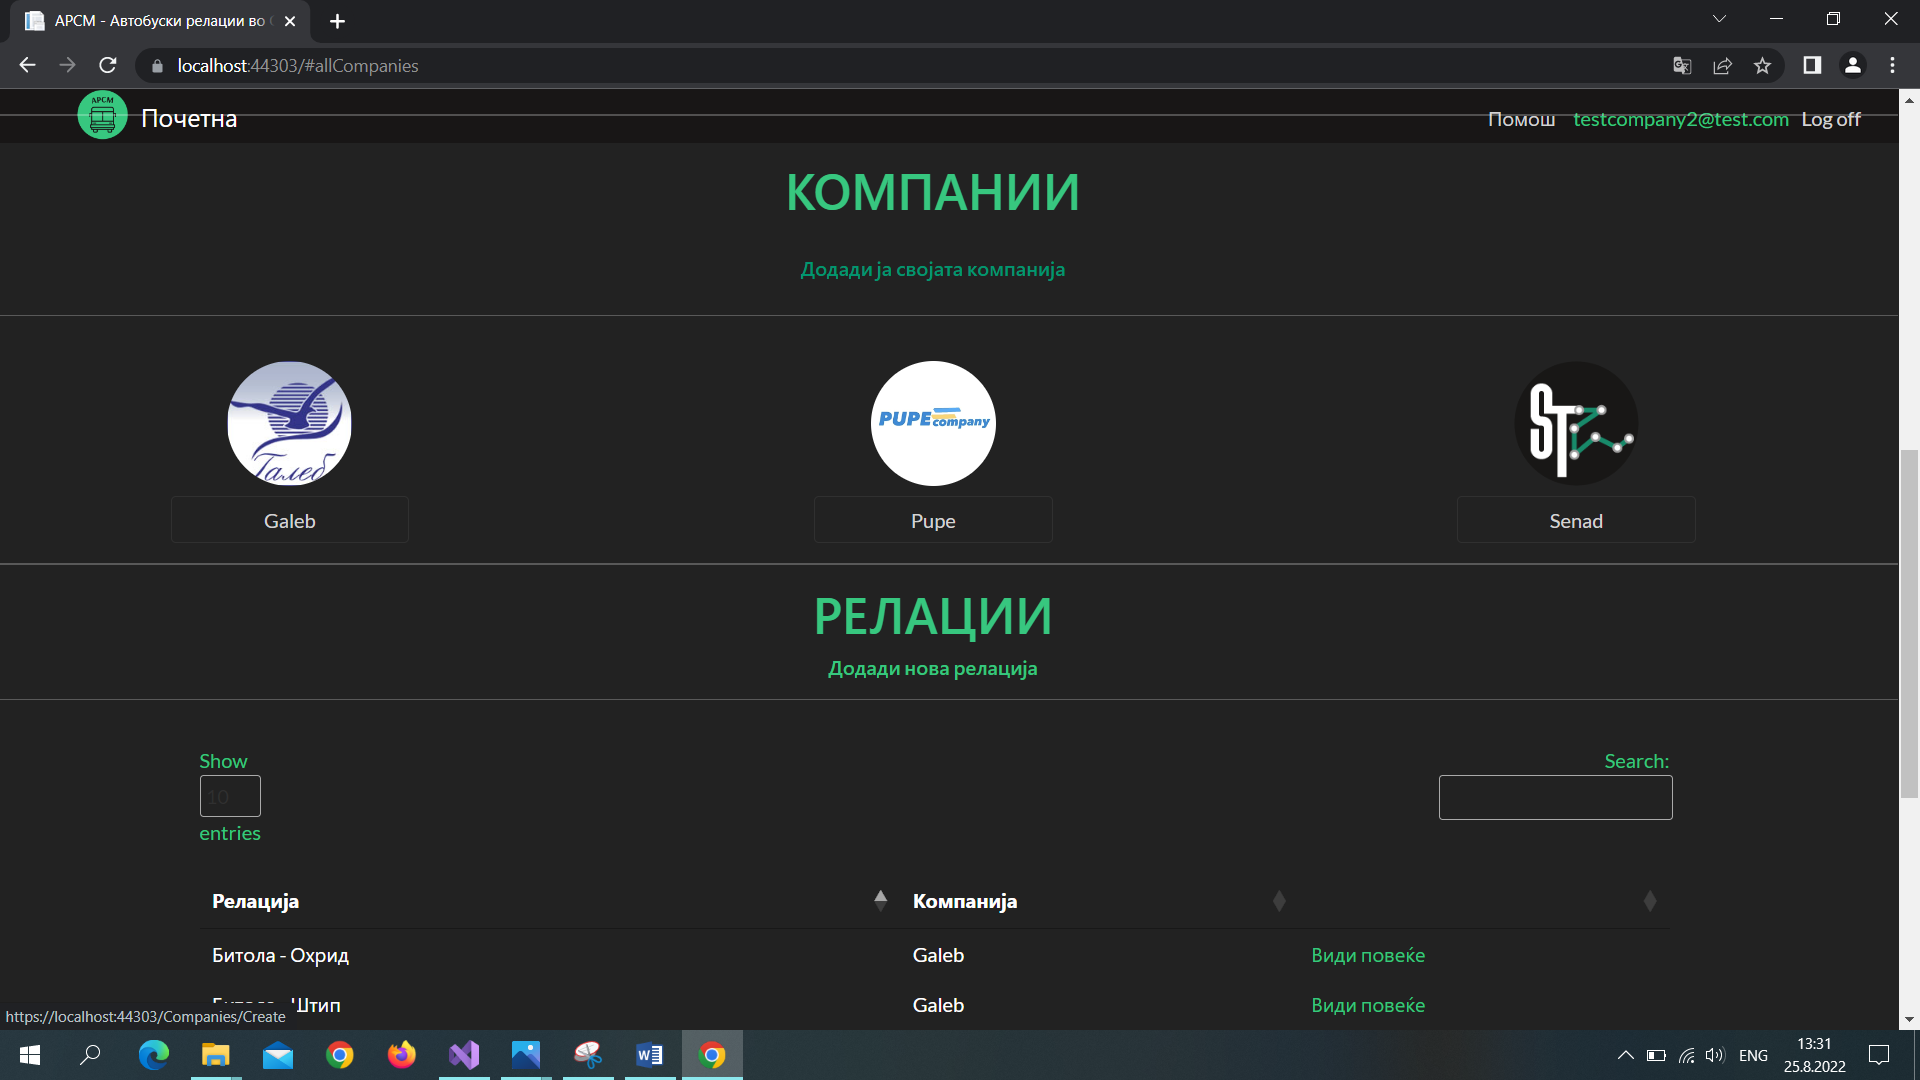 АРСМ - Автобуски релации во
localhost:44303/#allCompanies
АРСМ
Почетна
Помош testcompany2@test.com Log off
КОМПАНИИ
Додади ја својата компанија
Галеб
PUPE company
ST
Galeb
Pupe
Senad
РЕЛАЦИИ
Додади нова релација
Show
10
entries
Search:
Релација Компанија
Битола - Охрид Galeb Види повеќе
Штип Galeb Види повеќе
https://localhost:44303/Companies/Create
ENG
13:31
25.8.2022